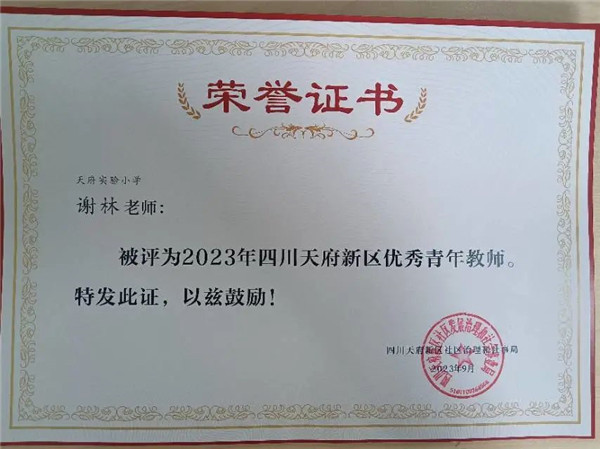 荣誉证书
天府实验小学
谢林老师：
被评为2023年四川天府新区优秀青年教师。
特发此证，以兹鼓励！
四川天府新区社区治理和社事局
2023年9月